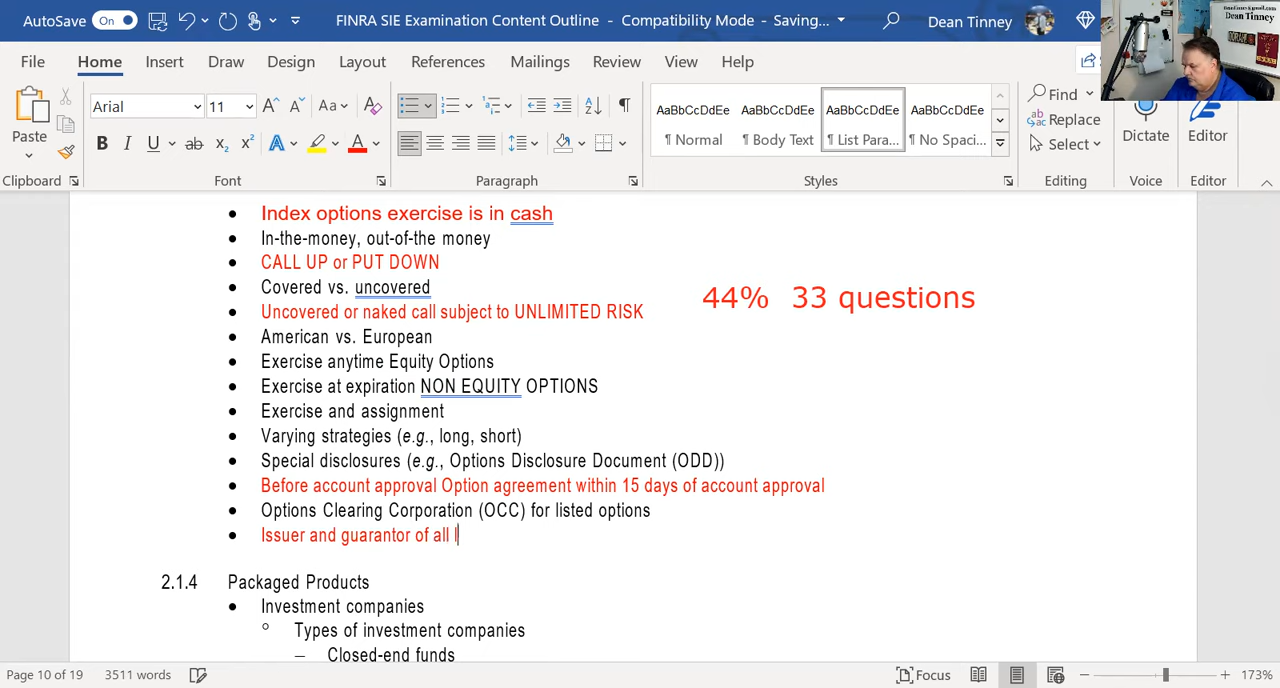 AutoSave On FINRA SIE Examination Content Outline - Compatibility Mode - Saving... Dean Tinney
Dean Tinney
File Home Insert Draw Design Layout References Mailings Review View Help
Paste
Arial 11
Aa
AaBbCcDdEe AaBbCcDdEe AaBbCcDdEe AaBbCcDdEe
¶ Normal ¶ Body Text ¶ List Para... ¶ No Spaci...
Find
Replace
Select
Dictate
Editor
Clipboard Font Paragraph Styles Editing Voice Editor
• Index options exercise is in cash
• In-the-money, out-of-the money
• CALL UP or PUT DOWN
• Covered vs. uncovered
44% 33 questions
• Uncovered or naked call subject to UNLIMITED RISK
• American vs. European
• Exercise anytime Equity Options
• Exercise at expiration NON EQUITY OPTIONS
• Exercise and assignment
• Varying strategies (e.g., long, short)
• Special disclosures (e.g., Options Disclosure Document (ODD))
• Before account approval Option agreement within 15 days of account approval
• Options Clearing Corporation (OCC) for listed options
• Issuer and guarantor of all l
2.1.4 Packaged Products
• Investment companies
° Types of investment companies
– Closed-end funds
Page 10 of 19 3511 words Focus 173%